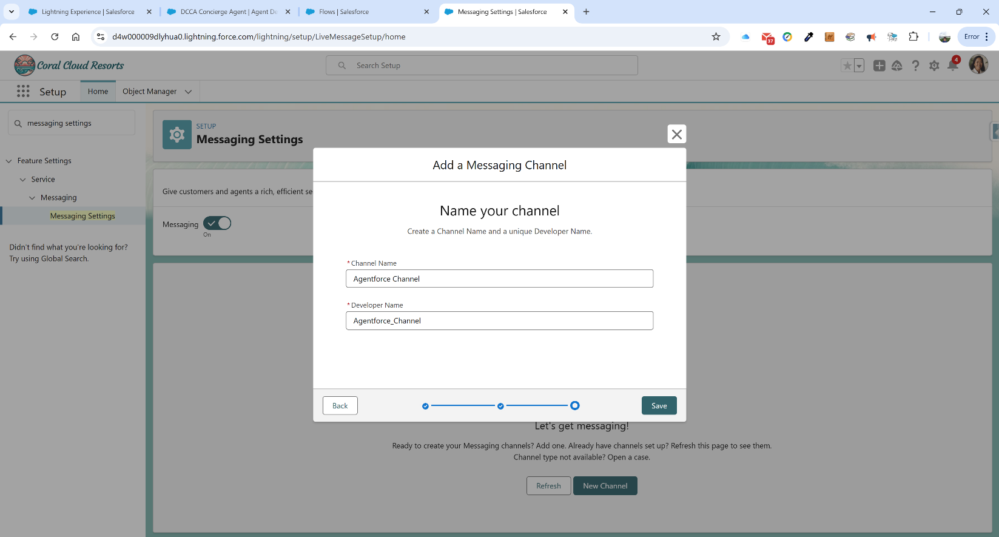 Lightning Experience | Salesforce
DCCA Concierge Agent | Agent De
Flows | Salesforce
Messaging Settings | Salesforce
d4w000009dlyhua0.lightning.force.com/lightning/setup/LiveMessageSetup/home
37
Error
Coral Cloud Resorts
Search Setup
4
Setup
Home
Object Manager
messaging settings
SETUP
Messaging Settings
Feature Settings
Service
Messaging
Messaging Settings
Didn't find what you're looking for?
Try using Global Search.
Give customers and agents a rich, efficient se
Messaging
On
Add a Messaging Channel
Name your channel
Create a Channel Name and a unique Developer Name.
*Channel Name
Agentforce Channel
*Developer Name
Agentforce_Channel
Back
Save
Let's get messaging!
Ready to create your Messaging channels? Add one. Already have channels set up? Refresh this page to see them.
Channel type not available? Open a case.
Refresh
New Channel